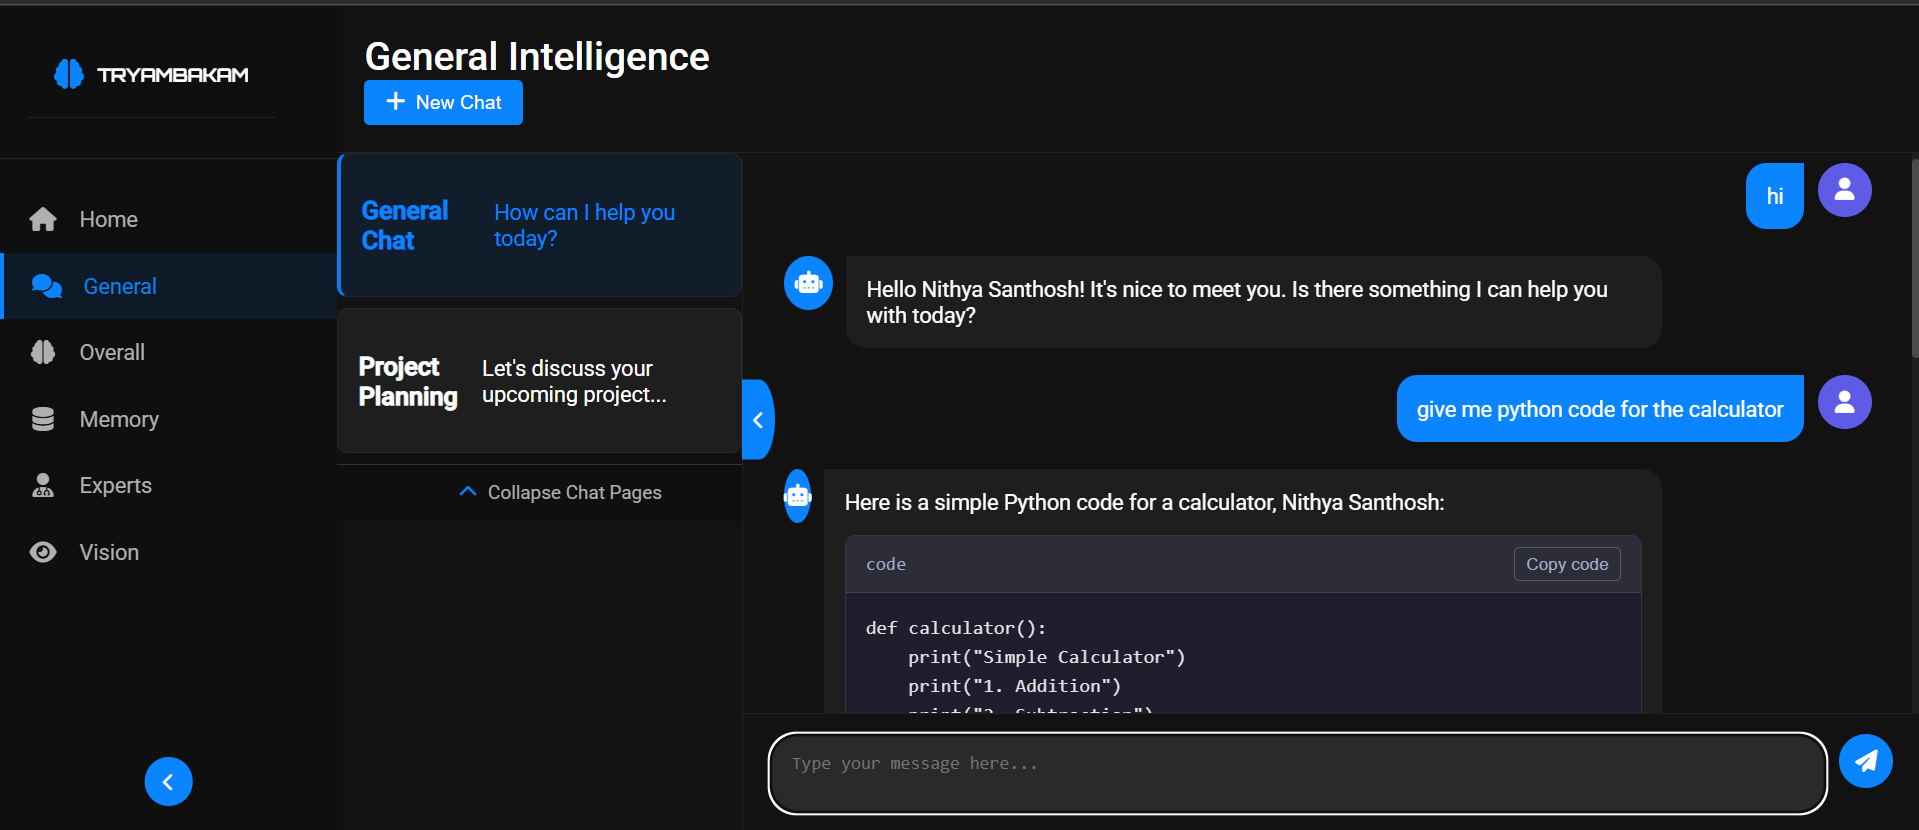 TRYAMBAKAM
General Intelligence
New Chat
Home
General
Overall
Memory
Experts
Vision
General
Chat
How can I help you
today?
Project
Planning
Let's discuss your
upcoming project...
Collapse Chat Pages
hi
Hello Nithya Santhosh! It's nice to meet you. Is there something I can help you
with today?
give me python code for the calculator
Here is a simple Python code for a calculator, Nithya Santhosh:
code
Copy code
def calculator():
    print("Simple Calculator")
    print("1. Addition")
    print("2. Subtraction")
Type your message here...